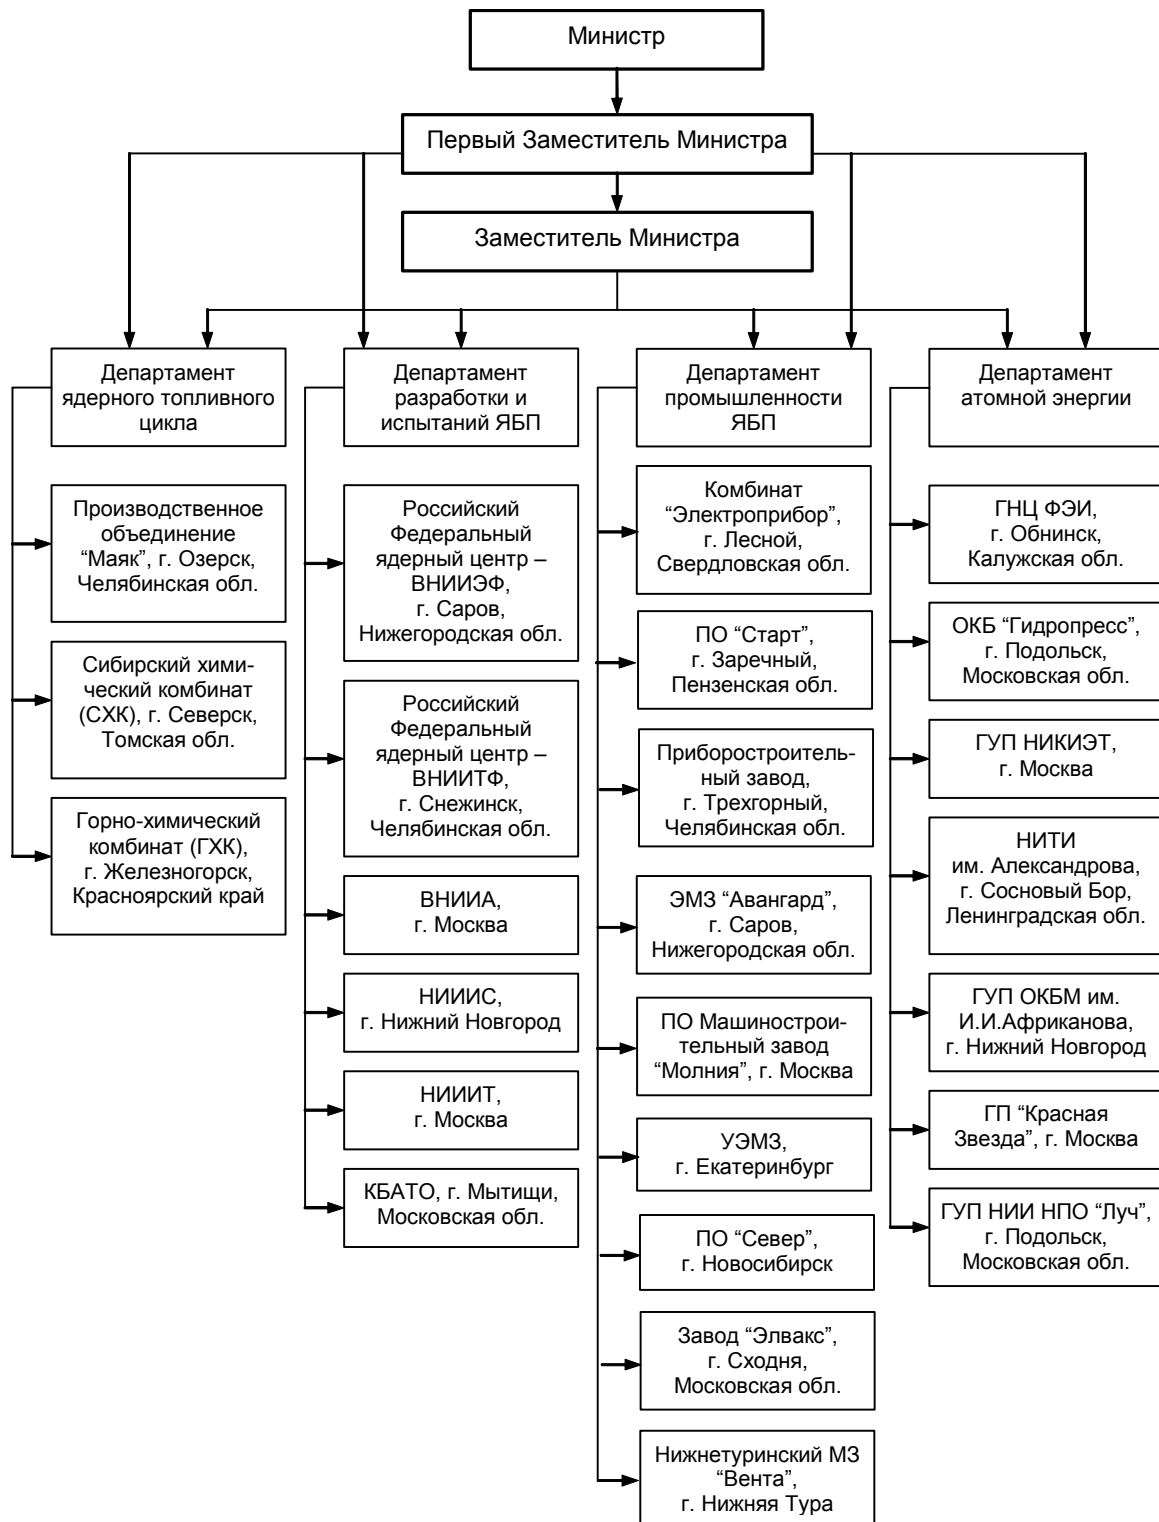 Министр
Первый Заместитель Министра
Заместитель Министра
Департамент
ядерного топливного
цикла
Производственное
объединение
“Маяк”, г. Озерск,
Челябинская обл.
Сибирский хими-
ческий комбинат
(СХК), г. Северск,
Томская обл.
Горно-химический
комбинат (ГХК),
г. Железногорск,
Красноярский край
Департамент
разработки и
испытаний ЯБП
Российский
Федеральный
ядерный центр –
ВНИИЭФ,
г. Саров,
Нижегородская обл.
Российский
Федеральный
ядерный центр –
ВНИИТФ,
г. Снежинск,
Челябинская обл.
ВНИИА,
г. Москва
НИИИС,
г. Нижний Новгород
НИИИТ,
г. Москва
КБАТО, г. Мытищи,
Московская обл.
Департамент
промышленности
ЯБП
Комбинат
“Электроприбор”,
г. Лесной,
Свердловская обл.
ПО “Старт”,
г. Заречный,
Пензенская обл.
Приборостроитель-
ный завод,
г. Трехгорный,
Челябинская обл.
ЭМЗ “Авангард”,
г. Саров,
Нижегородская обл.
ПО Машинострои-
тельный завод
“Молния”, г. Москва
УЭМЗ,
г. Екатеринбург
ПО “Север”,
г. Новосибирск
Завод “Элвакс”,
г. Сходня,
Московская обл.
Нижнетуринский МЗ
“Вента”,
г. Нижняя Тура
Департамент
атомной энергии
ГНЦ ФЭИ,
г. Обнинск,
Калужская обл.
ОКБ “Гидропресс”,
г. Подольск,
Московская обл.
ГУП НИКИЭТ,
г. Москва
НИТИ
им. Александрова,
г. Сосновый Бор,
Ленинградская обл.
ГУП ОКБМ им.
И.И.Африканова,
г. Нижний Новгород
ГП “Красная
Звезда”, г. Москва
ГУП НИИ НПО “Луч”,
г. Подольск,
Московская обл.